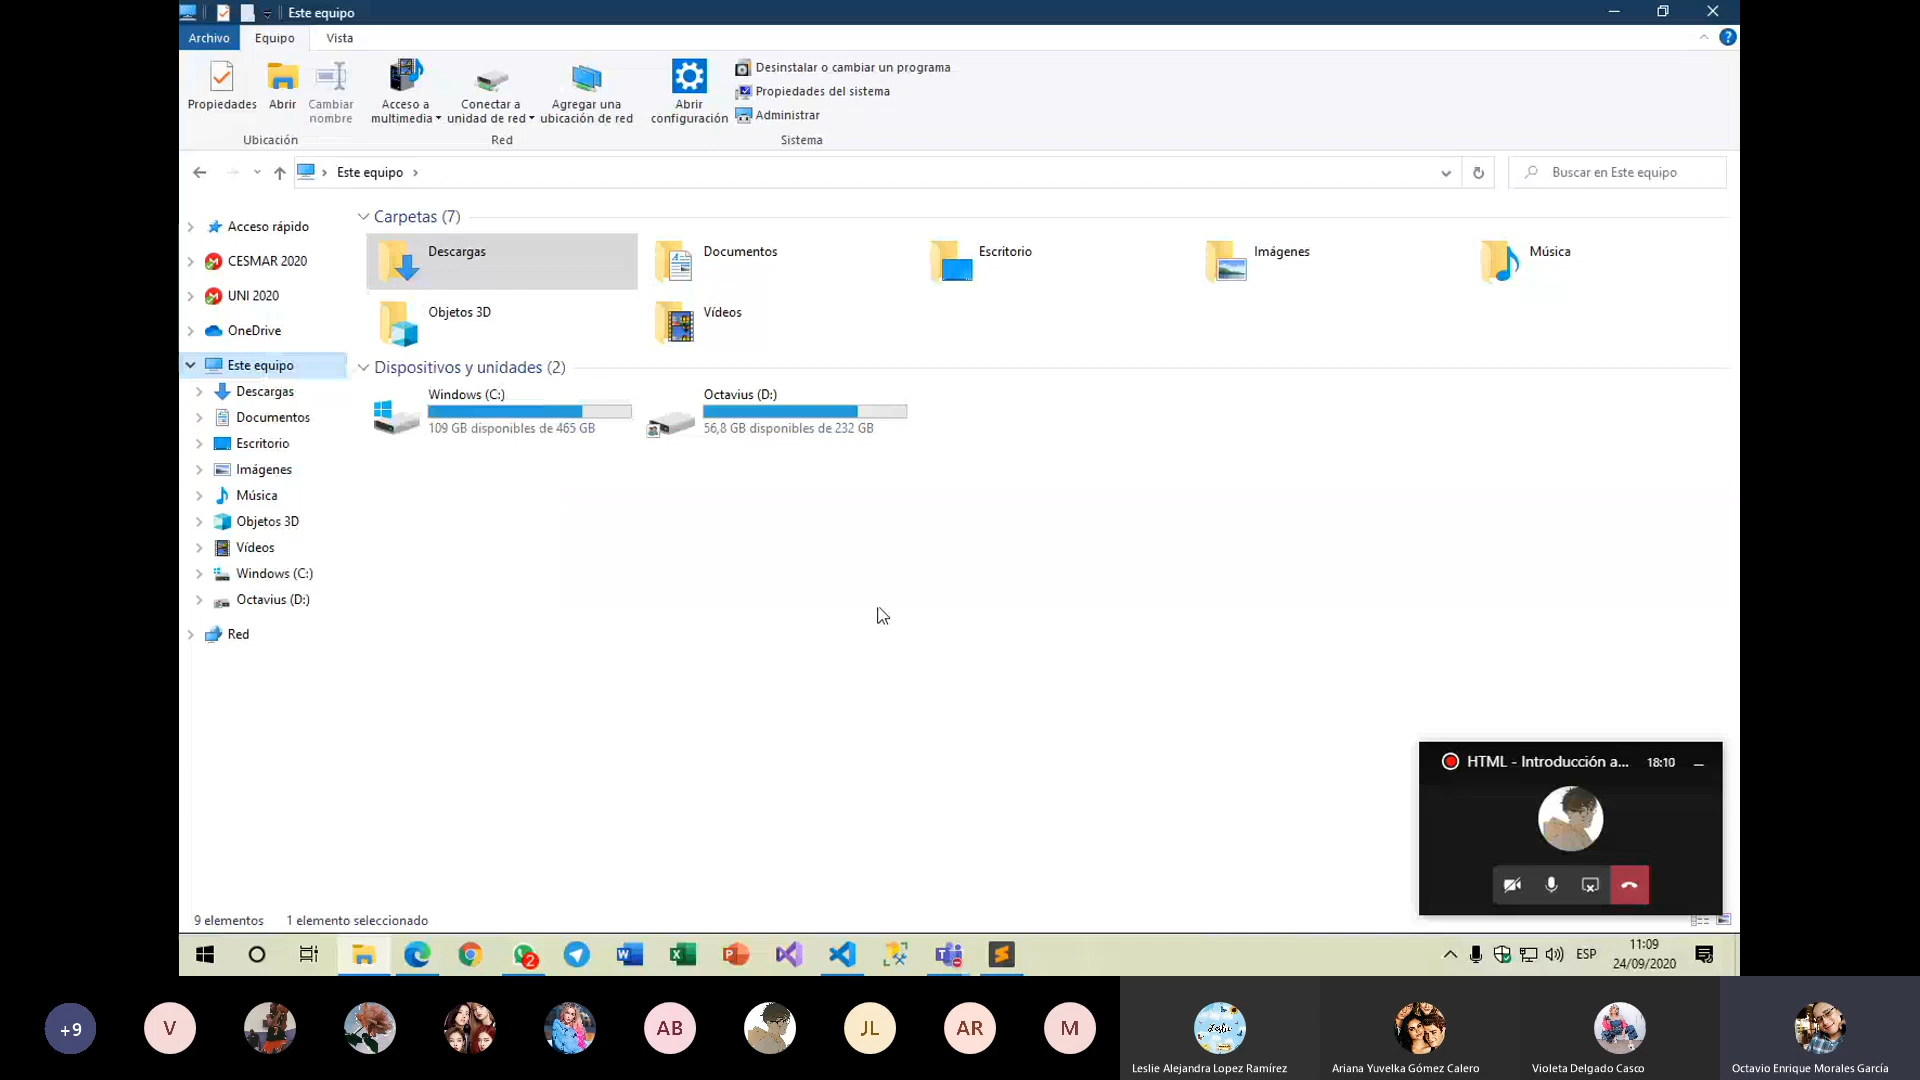 Este equipo
Archivo
Equipo
Vista
Propiedades
Abrir
Cambiar
nombre
Acceso a
multimedia
Conectar a
unidad de red
Agregar una
ubicación de red
Abrir
configuración
Desinstalar o cambiar un programa
Propiedades del sistema
Administrar
Ubicación
Red
Sistema
Este equipo
Buscar en Este equipo
Acceso rápido
CESMAR 2020
UNI 2020
OneDrive
Este equipo
Descargas
Documentos
Escritorio
Imágenes
Música
Objetos 3D
Vídeos
Windows (C:)
Octavius (D:)
Red
Carpetas (7)
Descargas
Documentos
Escritorio
Imágenes
Música
Objetos 3D
Vídeos
Dispositivos y unidades (2)
Windows (C:)
109 GB disponibles de 465 GB
Octavius (D:)
56,8 GB disponibles de 232 GB
HTML - Introducción a...
18:10
9 elementos
1 elemento seleccionado
2
ESP
11:09
24/09/2020
+9
V
AB
JL
AR
M
Leslie Alejandra Lopez Ramírez
Ariana Yuvelka Gómez Calero
Violeta Delgado Casco
Octavio Enrique Morales García